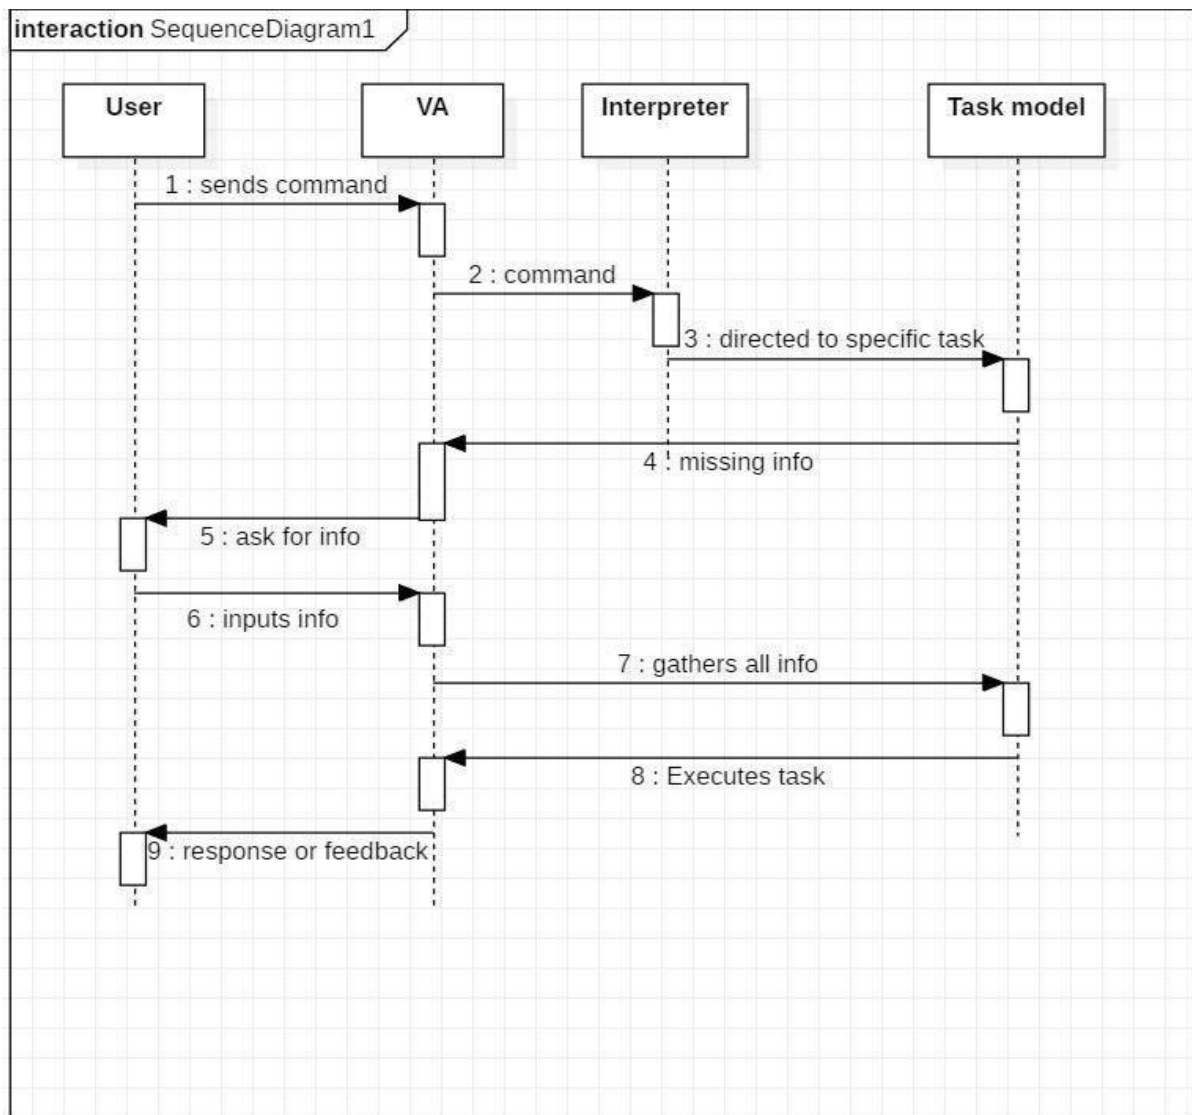 interaction SequenceDiagram1
User VA Interpreter Task model
1 : sends command
2 : command
3 : directed to specific task
4 : missing info
5 : ask for info
6 : inputs info
7 : gathers all info
8 : Executes task
9 : response or feedback